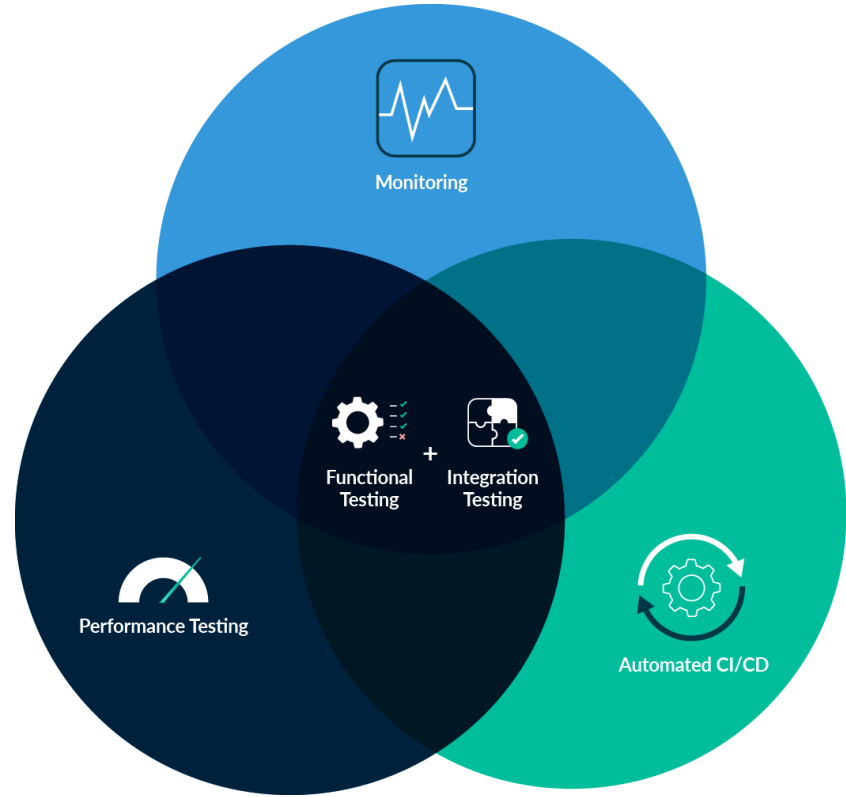 Monitoring
Functional
Testing
+
Integration
Testing
Performance Testing
Automated CI/CD